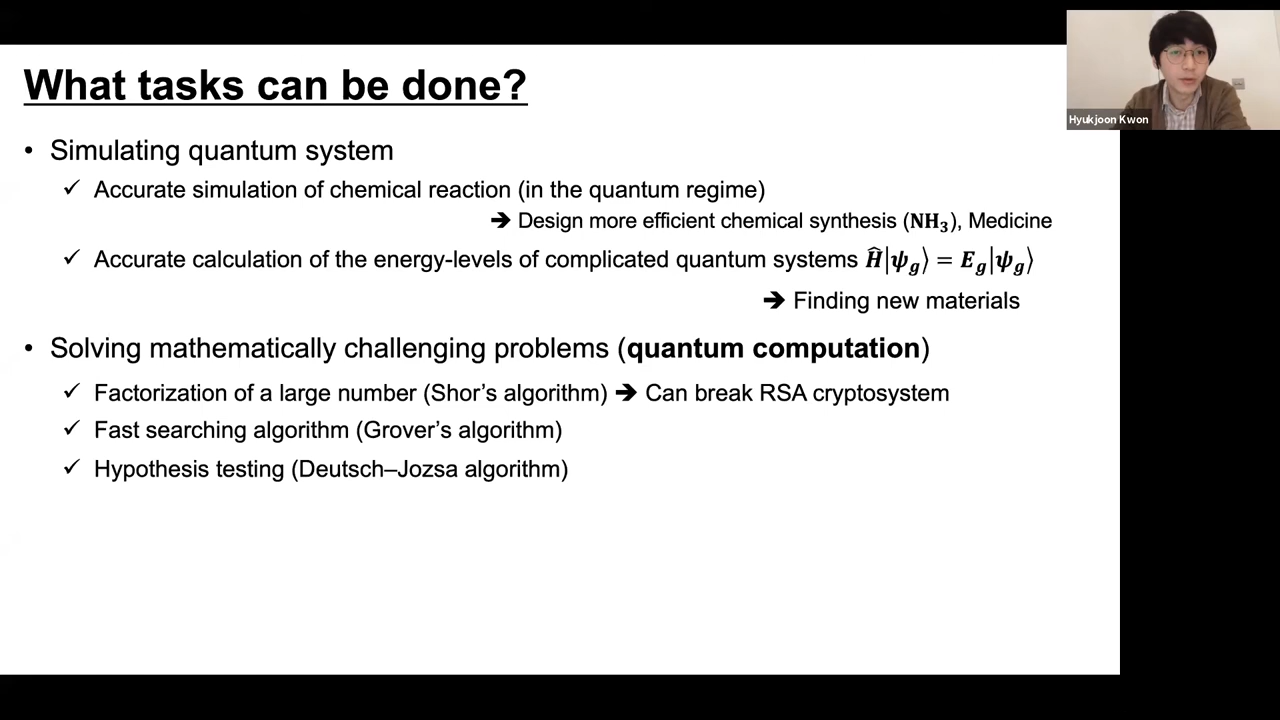 What tasks can be done?
Hyukjoon Kwon
• Simulating quantum system
✓ Accurate simulation of chemical reaction (in the quantum regime)
➔ Design more efficient chemical synthesis (NH₃), Medicine
✓ Accurate calculation of the energy-levels of complicated quantum systems Ĥ|ψ_g⟩ = E_g|ψ_g⟩
➔ Finding new materials
• Solving mathematically challenging problems (quantum computation)
✓ Factorization of a large number (Shor’s algorithm) ➔ Can break RSA cryptosystem
✓ Fast searching algorithm (Grover’s algorithm)
✓ Hypothesis testing (Deutsch–Jozsa algorithm)